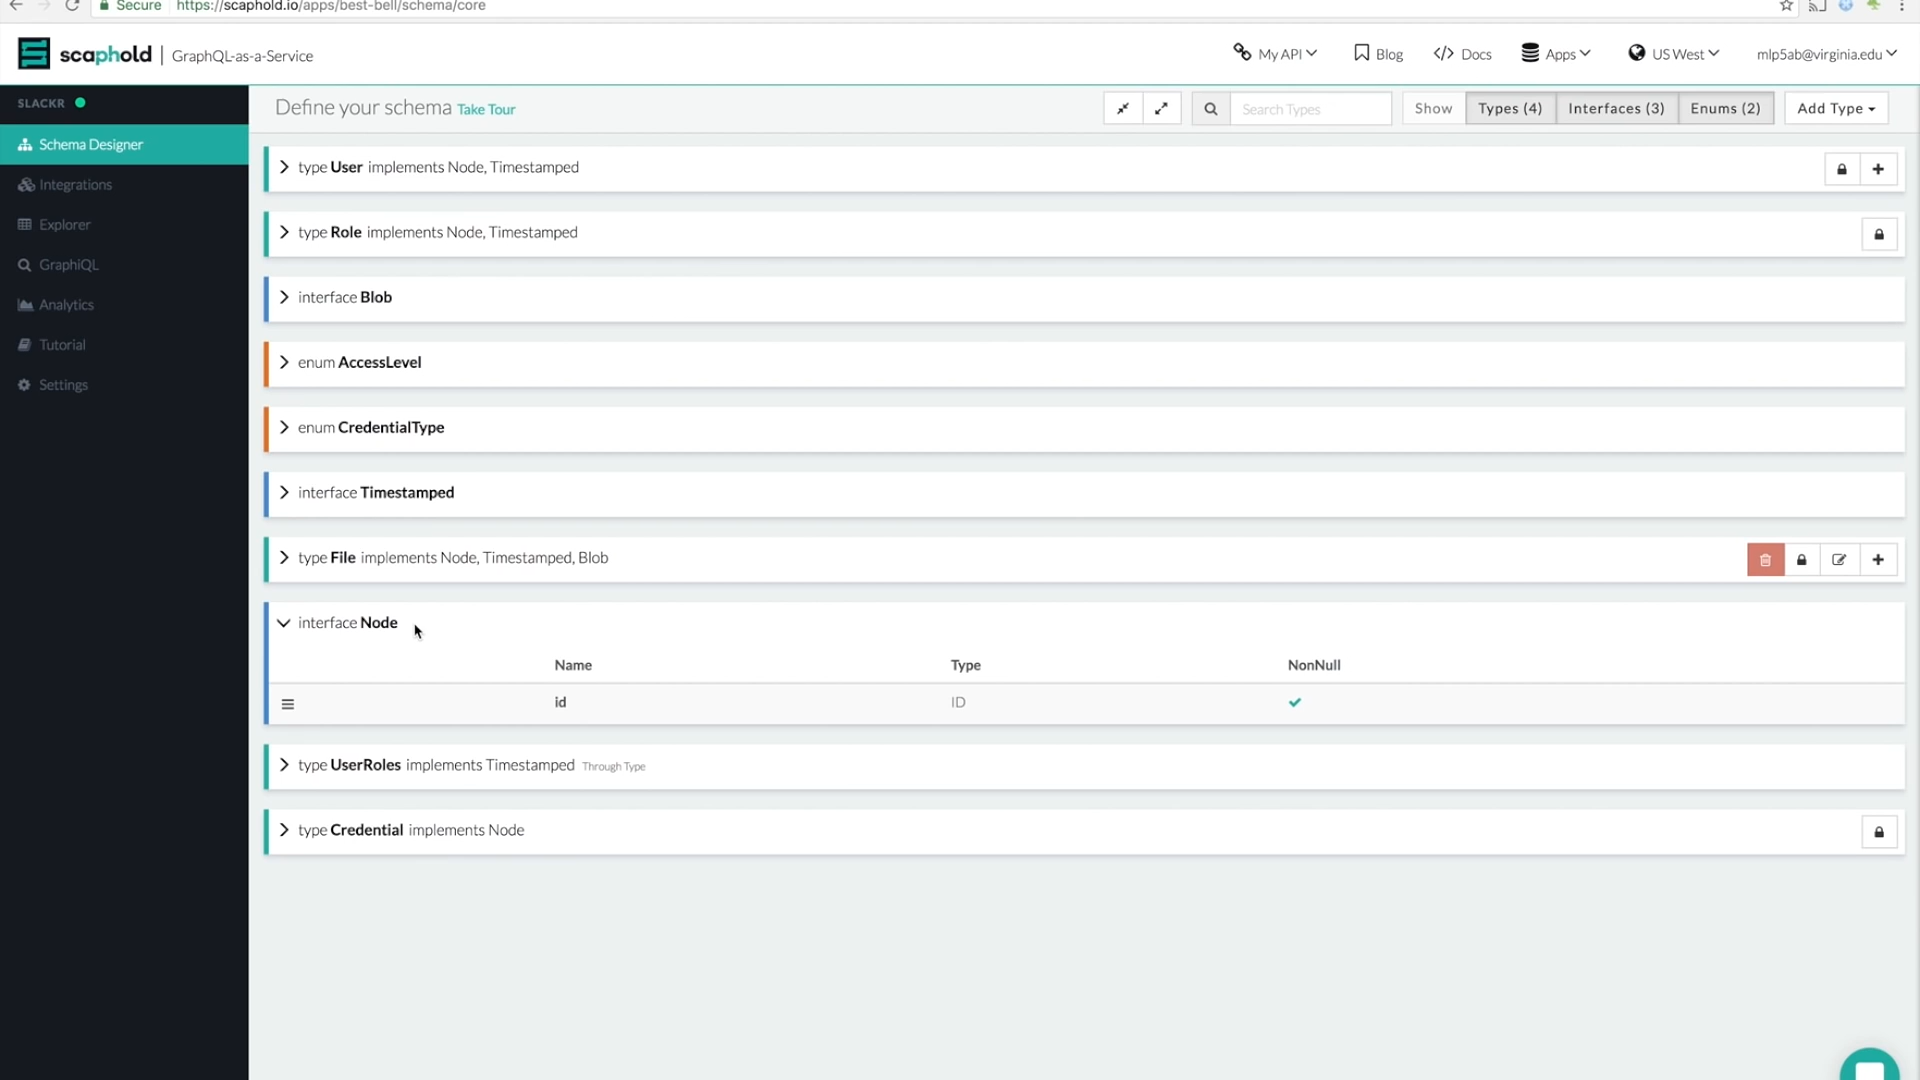 Secure https://scaphold.io/apps/best-bell/schema/core
scaphold | GraphQL-as-a-Service
My API
Blog
</> Docs
Apps
US West
mlp5ab@virginia.edu
SLACKR
Schema Designer
Integrations
Explorer
GraphiQL
Analytics
Tutorial
Settings
Define your schema Take Tour
Search Types
Show
Types (4)
Interfaces (3)
Enums (2)
Add Type
type User implements Node, Timestamped
type Role implements Node, Timestamped
interface Blob
enum AccessLevel
enum CredentialType
interface Timestamped
type File implements Node, Timestamped, Blob
interface Node
Name Type NonNull
id ID
type UserRoles implements Timestamped Through Type
type Credential implements Node